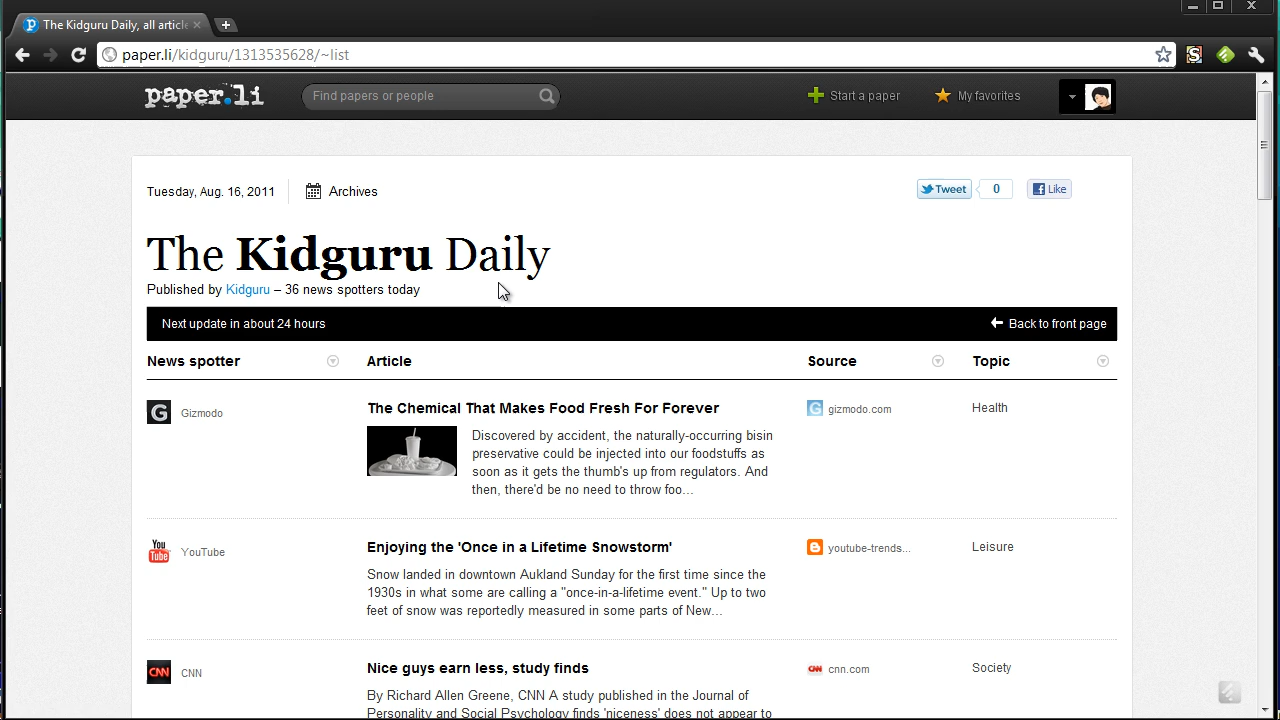 The Kidguru Daily, all article
paper.li/kidguru/1313535628/~list
paper.li
Find papers or people
Start a paper
My favorites
Tuesday, Aug. 16, 2011
Archives
Tweet
0
Like
The Kidguru Daily
Published by Kidguru – 36 news spotters today
Next update in about 24 hours
Back to front page
News spotter
Article
Source
Topic
G
Gizmodo
The Chemical That Makes Food Fresh For Forever
Discovered by accident, the naturally-occurring bisin
preservative could be injected into our foodstuffs as
soon as it gets the thumb's up from regulators. And
then, there'd be no need to throw foo...
G
gizmodo.com
Health
You
Tube
YouTube
Enjoying the 'Once in a Lifetime Snowstorm'
Snow landed in downtown Aukland Sunday for the first time since the
1930s in what some are calling a "once-in-a-lifetime event." Up to two
feet of snow was reportedly measured in some parts of New...
youtube-trends...
Leisure
CNN
CNN
Nice guys earn less, study finds
By Richard Allen Greene, CNN A study published in the Journal of
Personality and Social Psychology finds 'niceness' does not appear to
CNN
cnn.com
Society